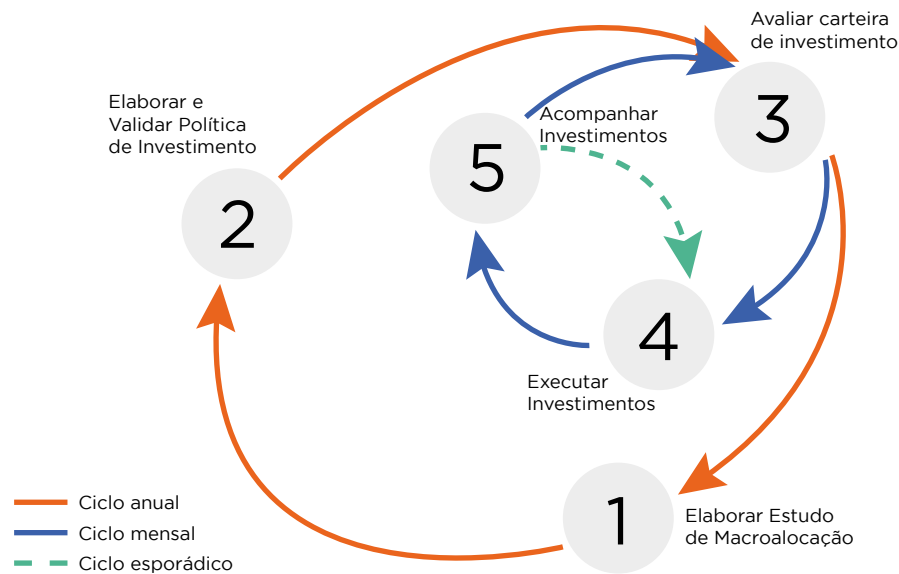 Avaliar carteira
de investimento
3
Elaborar e
Validar Política
de Investimento
2
Acompanhar
Investimentos
5
4
Executar
Investimentos
1
Elaborar Estudo
de Macroalocação
Ciclo anual
Ciclo mensal
Ciclo esporádico